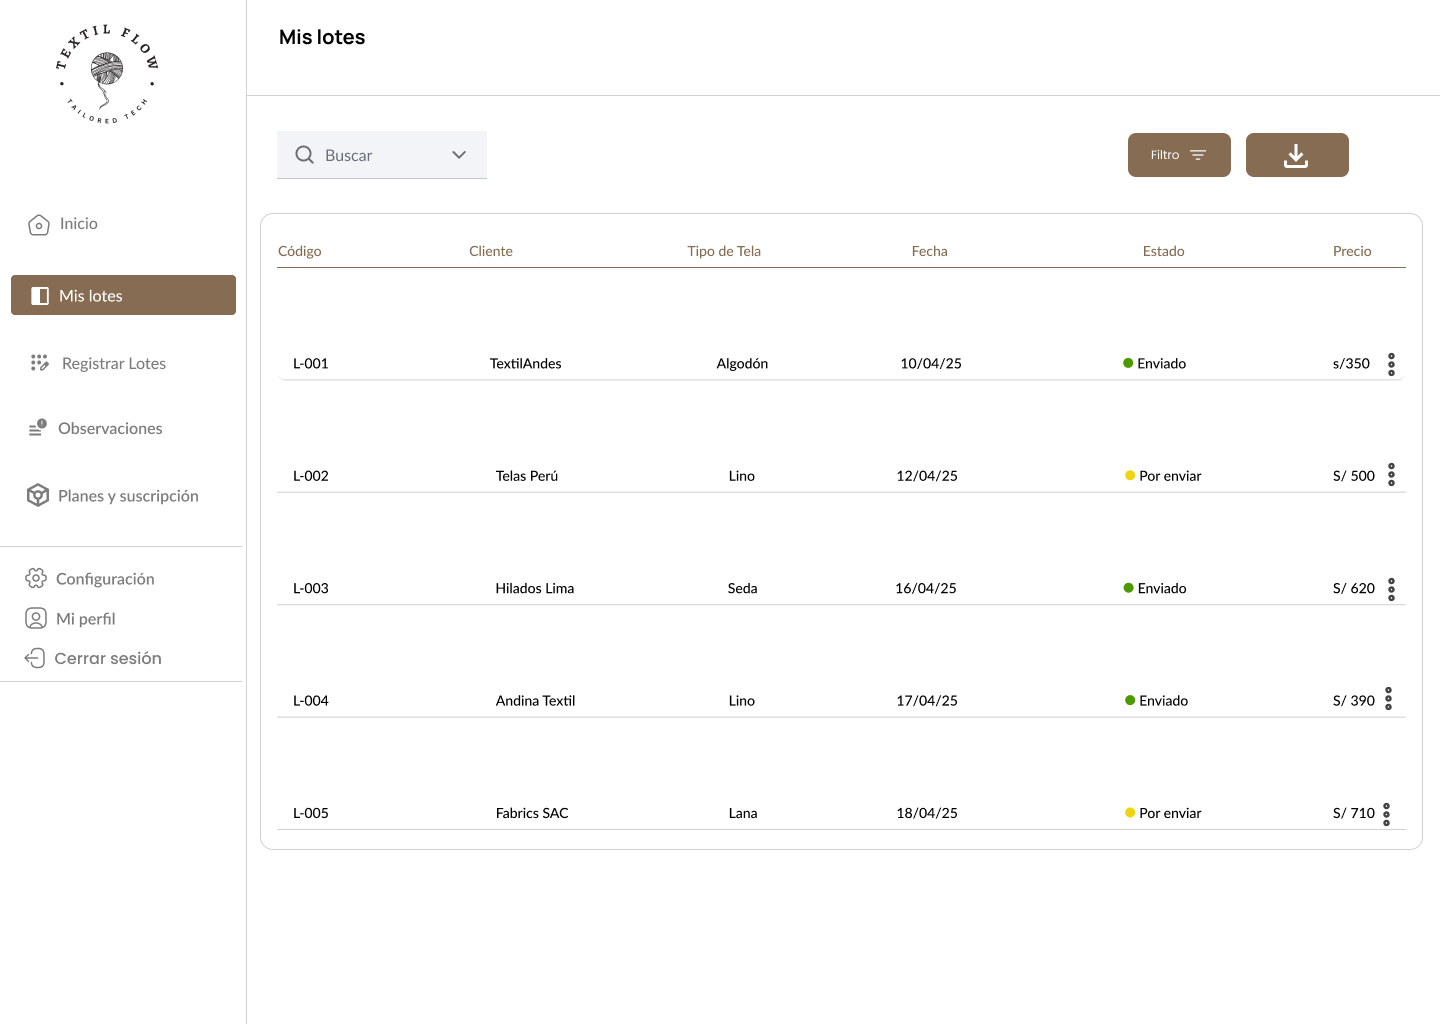 TEXTIL FLOW
TAILORED TECH
Inicio
Mis lotes
Registrar Lotes
Observaciones
Planes y suscripción
Configuración
Mi perfil
Cerrar sesión
Mis lotes
Buscar
Filtro
Código Cliente Tipo de Tela Fecha Estado Precio
L-001 TextilAndes Algodón 10/04/25 Enviado s/350
L-002 Telas Perú Lino 12/04/25 Por enviar S/ 500
L-003 Hilados Lima Seda 16/04/25 Enviado S/ 620
L-004 Andina Textil Lino 17/04/25 Enviado S/ 390
L-005 Fabrics SAC Lana 18/04/25 Por enviar S/ 710